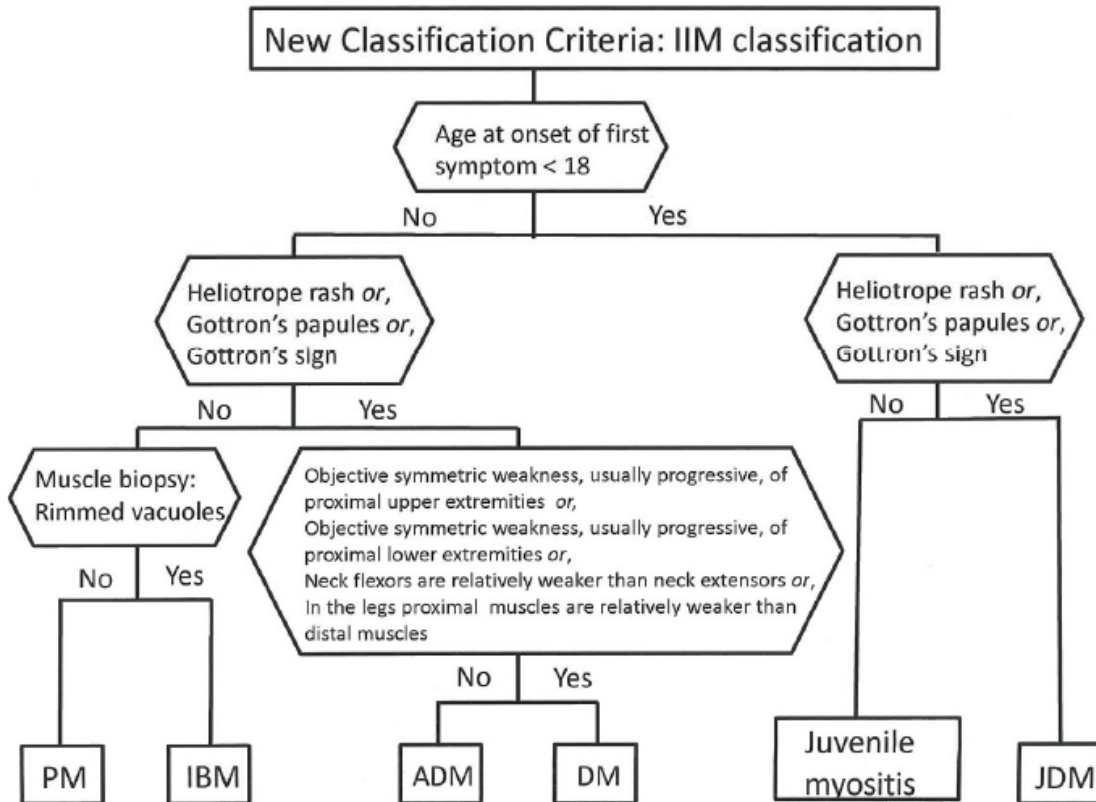 New Classification Criteria: IIM classification
Age at onset of first
symptom < 18
No
Yes
Heliotrope rash or,
Gottron's papules or,
Gottron's sign
Heliotrope rash or,
Gottron's papules or,
Gottron's sign
No
Yes
No
Yes
Muscle biopsy:
Rimmed vacuoles
Objective symmetric weakness, usually progressive, of
proximal upper extremities or,
Objective symmetric weakness, usually progressive, of
proximal lower extremities or,
Neck flexors are relatively weaker than neck extensors or,
In the legs proximal muscles are relatively weaker than
distal muscles
No
Yes
No
Yes
PM
IBM
ADM
DM
Juvenile
myositis
JDM